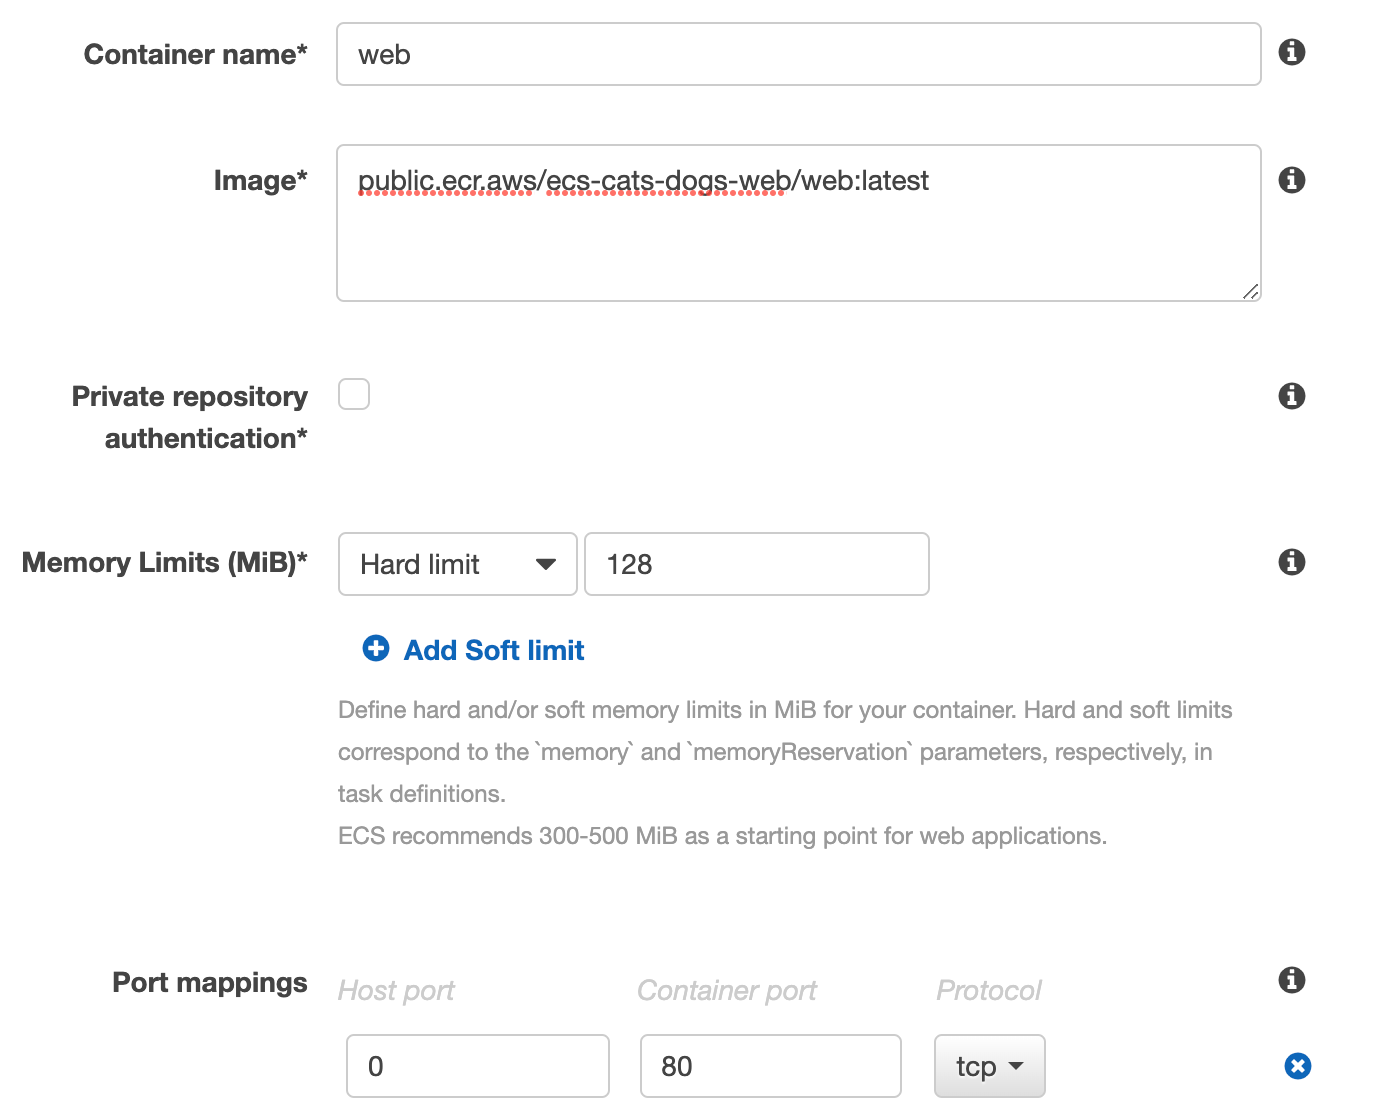 Container name*
web
Image*
public.ecr.aws/ecs-cats-dogs-web/web:latest
Private repository
authentication*
Memory Limits (MiB)*
Hard limit
128
Add Soft limit
Define hard and/or soft memory limits in MiB for your container. Hard and soft limits
correspond to the `memory` and `memoryReservation` parameters, respectively, in
task definitions.
ECS recommends 300-500 MiB as a starting point for web applications.
Port mappings
Host port
Container port
Protocol
0
80
tcp